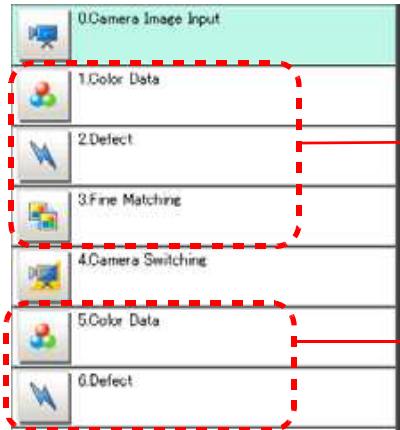 0.Camera Image Input
1.Color Data
2.Defect
3.Fine Matching
4.Camera Switching
5.Color Data
6.Defect